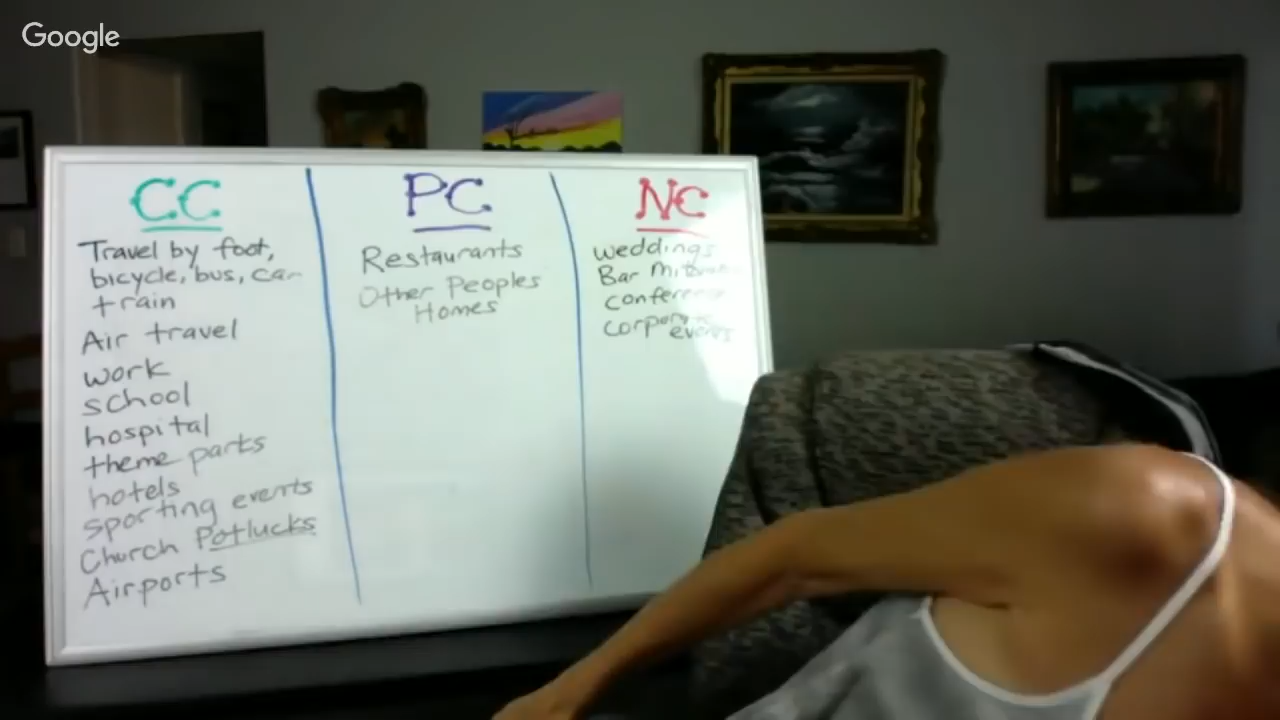 Google
CC
Travel by foot,
bicycle, bus, car
train
Air travel
work
school
hospital
theme parks
hotels
sporting events
Church Potlucks
Airports
PC
Restaurants
Other Peoples
Homes
NC
weddings
Bar
conference
corporate
events